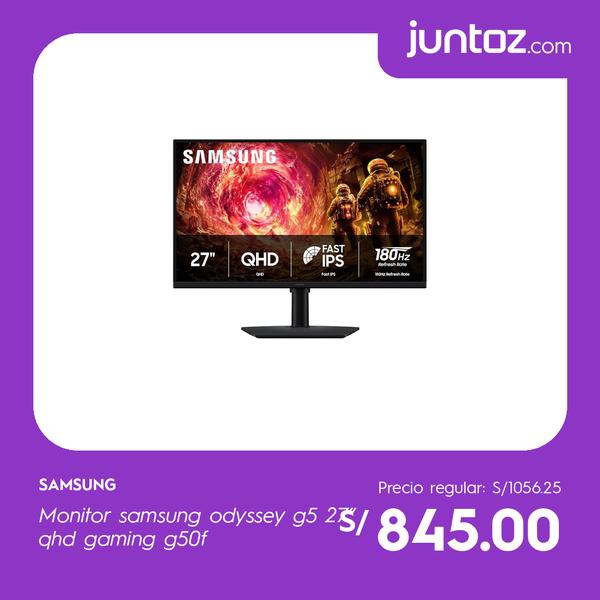 juntoz.com
SAMSUNG
27" QHD FAST IPS 180Hz Refresh Rate
QHD Fast IPS 180Hz Refresh Rate
SAMSUNG
Precio regular: S/1056.25
Monitor samsung odyssey g5 27"
qhd gaming g50f
S/ 845.00